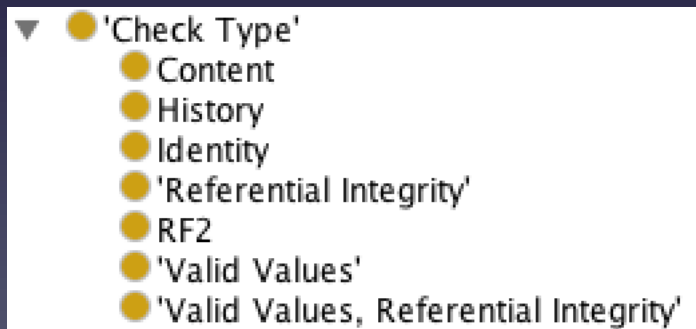 'Check Type'
Content
History
Identity
'Referential Integrity'
RF2
'Valid Values'
'Valid Values, Referential Integrity'